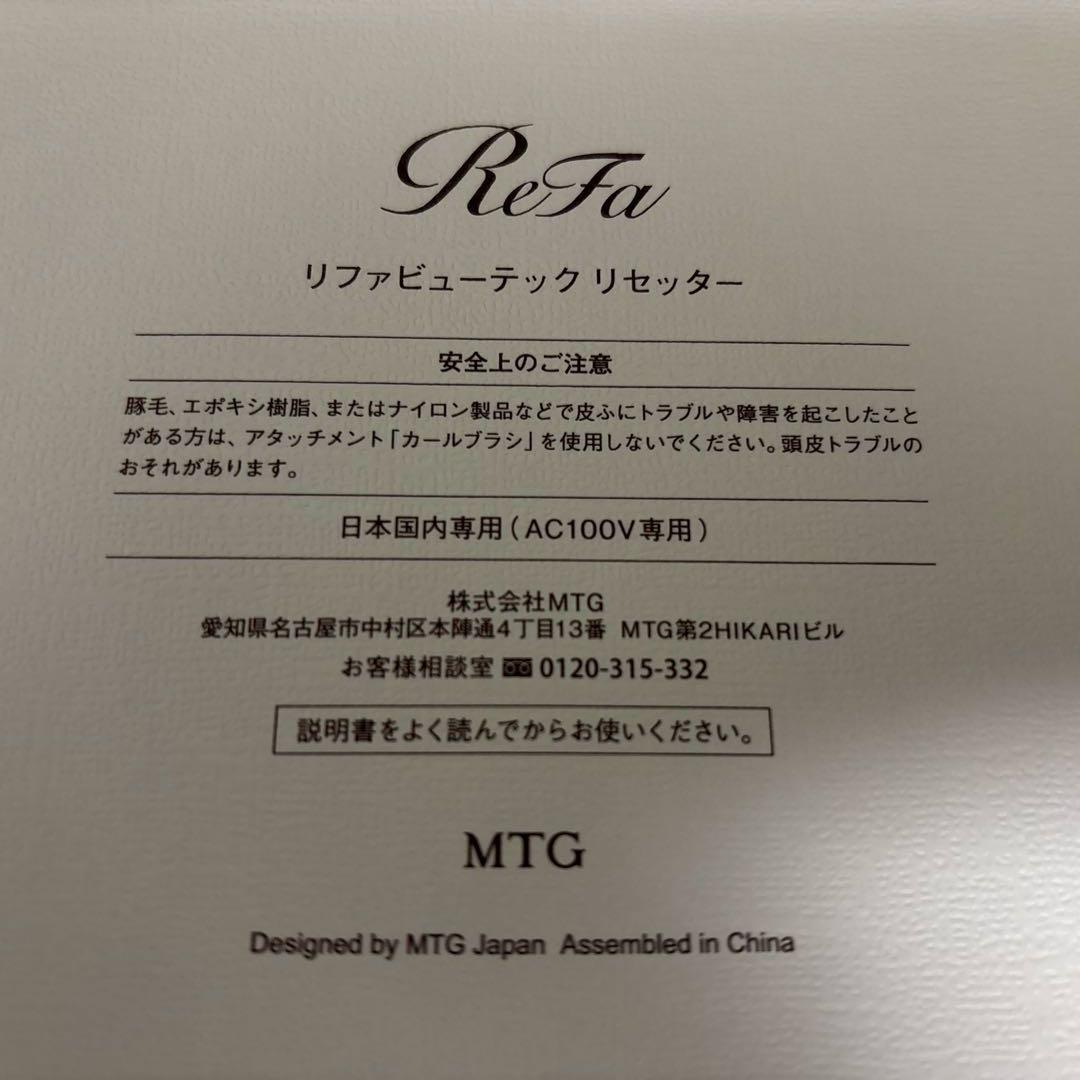 ReFa
リファビューテック リセッター
安全上のご注意
豚毛、エポキシ樹脂、またはナイロン製品などで皮ふにトラブルや障害を起こしたこと
がある方は、アタッチメント「カールブラシ」を使用しないでください。頭皮トラブルの
おそれがあります。
日本国内専用(AC100V専用)
株式会社MTG
愛知県名古屋市中村区本陣通4丁目13番 MTG第2HIKARIビル
お客様相談室 0120-315-332
説明書をよく読んでからお使いください。
MTG
Designed by MTG Japan Assembled in China